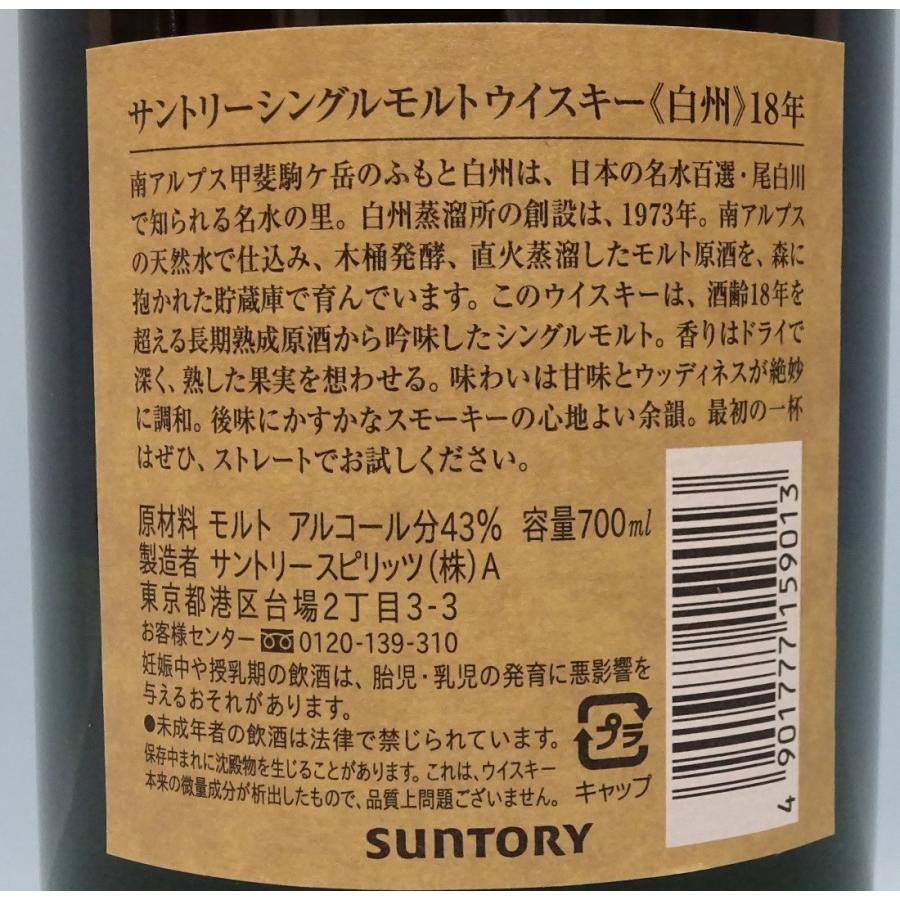 サントリーシングルモルトウイスキー《白州》18年
南アルプス甲斐駒ケ岳のふもと白州は、日本の名水百選・尾白川
で知られる名水の里。白州蒸溜所の創設は、1973年。南アルプス
の天然水で仕込み、木桶発酵、直火蒸溜したモルト原酒を、森に
抱かれた貯蔵庫で育んでいます。このウイスキーは、酒齢18年を
超える長期熟成原酒から吟味したシングルモルト。香りはドライで
深く、熟した果実を想わせる。味わいは甘味とウッディネスが絶妙
に調和。後味にかすかなスモーキーの心地よい余韻。最初の一杯
はぜひ、ストレートでお試しください。
原材料 モルト アルコール分43% 容量700ml
製造者 サントリースピリッツ(株)A
東京都港区台場2丁目3-3
お客様センター 0120-139-310
妊娠中や授乳期の飲酒は、胎児・乳児の発育に悪影響を
与えるおそれがあります。
●未成年者の飲酒は法律で禁じられています。
保存中まれに沈殿物を生じることがあります。これは、ウイスキー
本来の微量成分が析出したもので、品質上問題ございません。
プラ
キャップ
4 901777 159013
SUNTORY